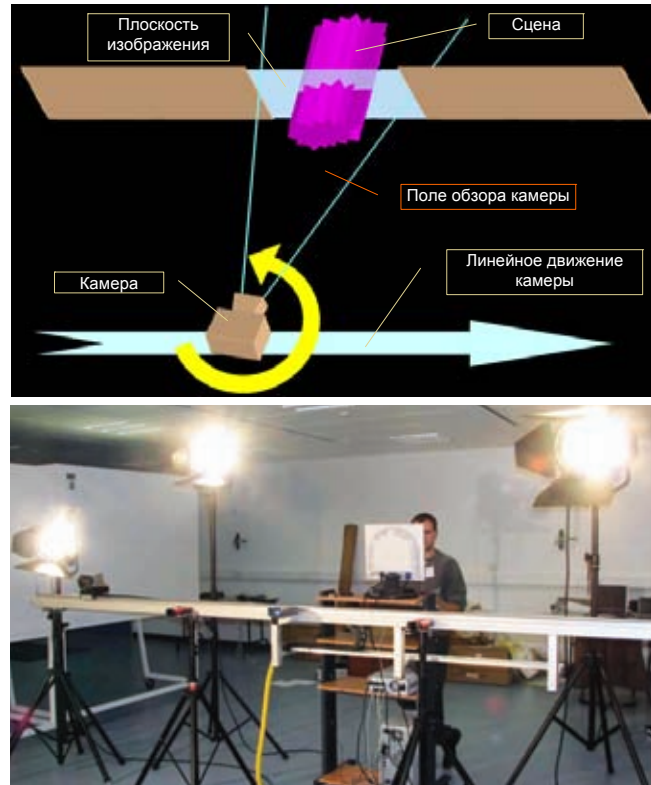 Плоскость
изображения
Сцена
Поле обзора камеры
Линейное движение
камеры
Камера